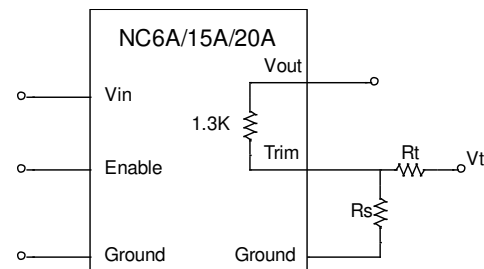 NC6A/15A/20A
Vout
Vin
1.3K
Trim
Rt
Vt
Enable
Rs
Ground
Ground